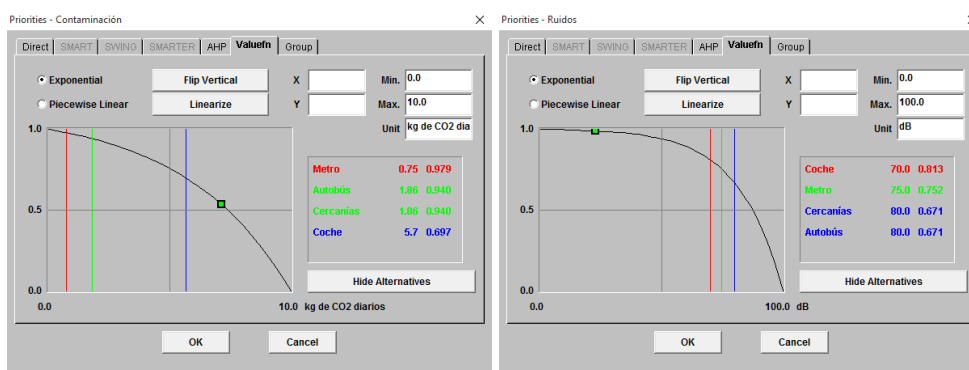 Priorities - Contaminación
Direct SMART SWING SMARTER AHP Valuefn Group
Exponential Flip Vertical X Min. 0.0
Piecewise Linear Linearize Y Max. 10.0
Unit kg de CO2 dia
1.0
0.5
0.0
0.0 10.0 kg de CO2 diarios
Metro 0.75 0.979
Autobús 1.86 0.940
Cercanías 1.86 0.940
Coche 5.7 0.697
Hide Alternatives
OK Cancel
Priorities - Ruidos
Direct SMART SWING SMARTER AHP Valuefn Group
Exponential Flip Vertical X Min. 0.0
Piecewise Linear Linearize Y Max. 100.0
Unit dB
1.0
0.5
0.0
0.0 100.0 dB
Coche 70.0 0.813
Metro 75.0 0.752
Cercanías 80.0 0.671
Autobús 80.0 0.671
Hide Alternatives
OK Cancel